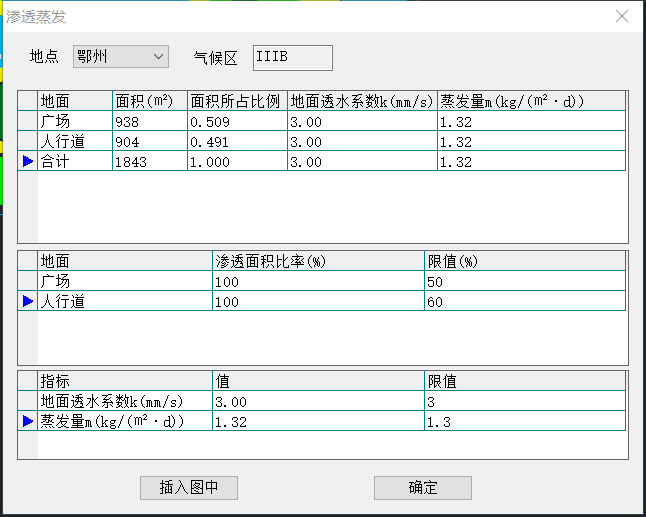 渗透蒸发
地点 鄂州 气候区 IIIB
地面 面积(㎡) 面积所占比例 地面透水系数k(mm/s) 蒸发量m(kg/(㎡·d))
广场 938 0.509 3.00 1.32
人行道 904 0.491 3.00 1.32
合计 1843 1.000 3.00 1.32
地面 渗透面积比率(%) 限值(%)
广场 100 50
人行道 100 60
指标 值 限值
地面透水系数k(mm/s) 3.00 3
蒸发量m(kg/(㎡·d)) 1.32 1.3
插入图中 确定